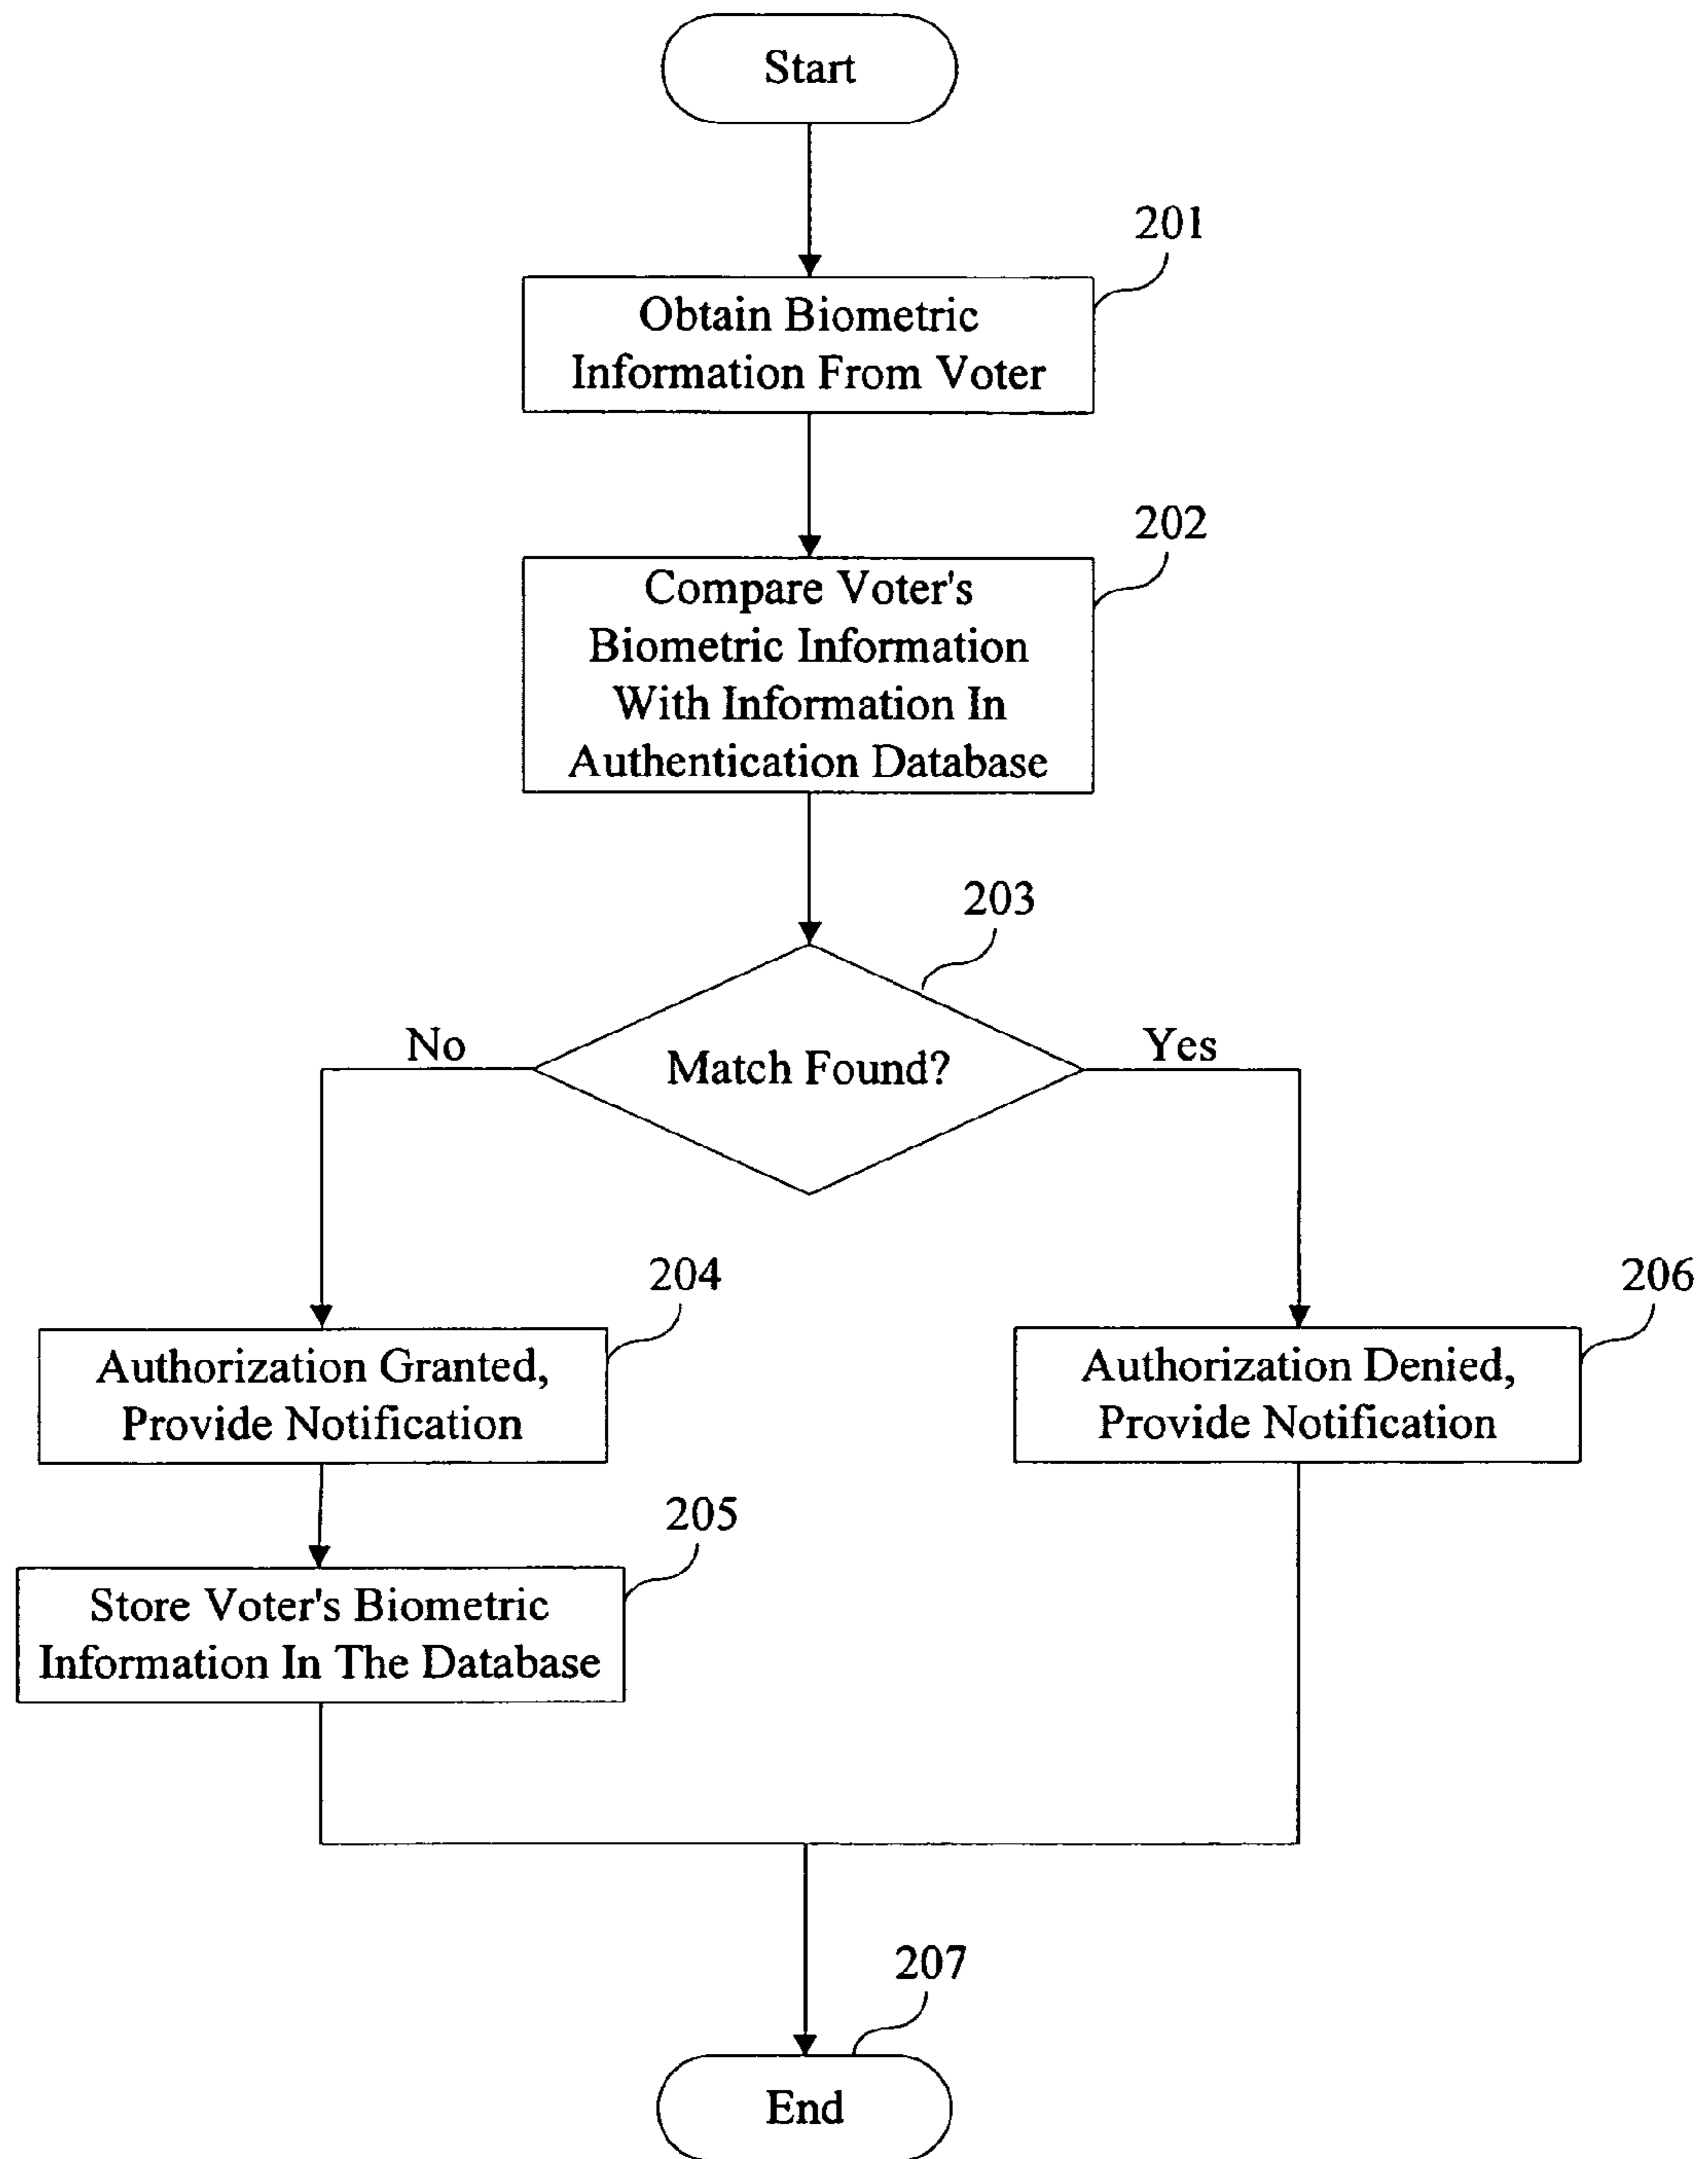 Start
201
Obtain Biometric
Information From Voter
202
Compare Voter's
Biometric Information
With Information In
Authentication Database
203
No
Match Found?
Yes
204
206
Authorization Granted,
Provide Notification
Authorization Denied,
Provide Notification
205
Store Voter's Biometric
Information In The Database
207
End